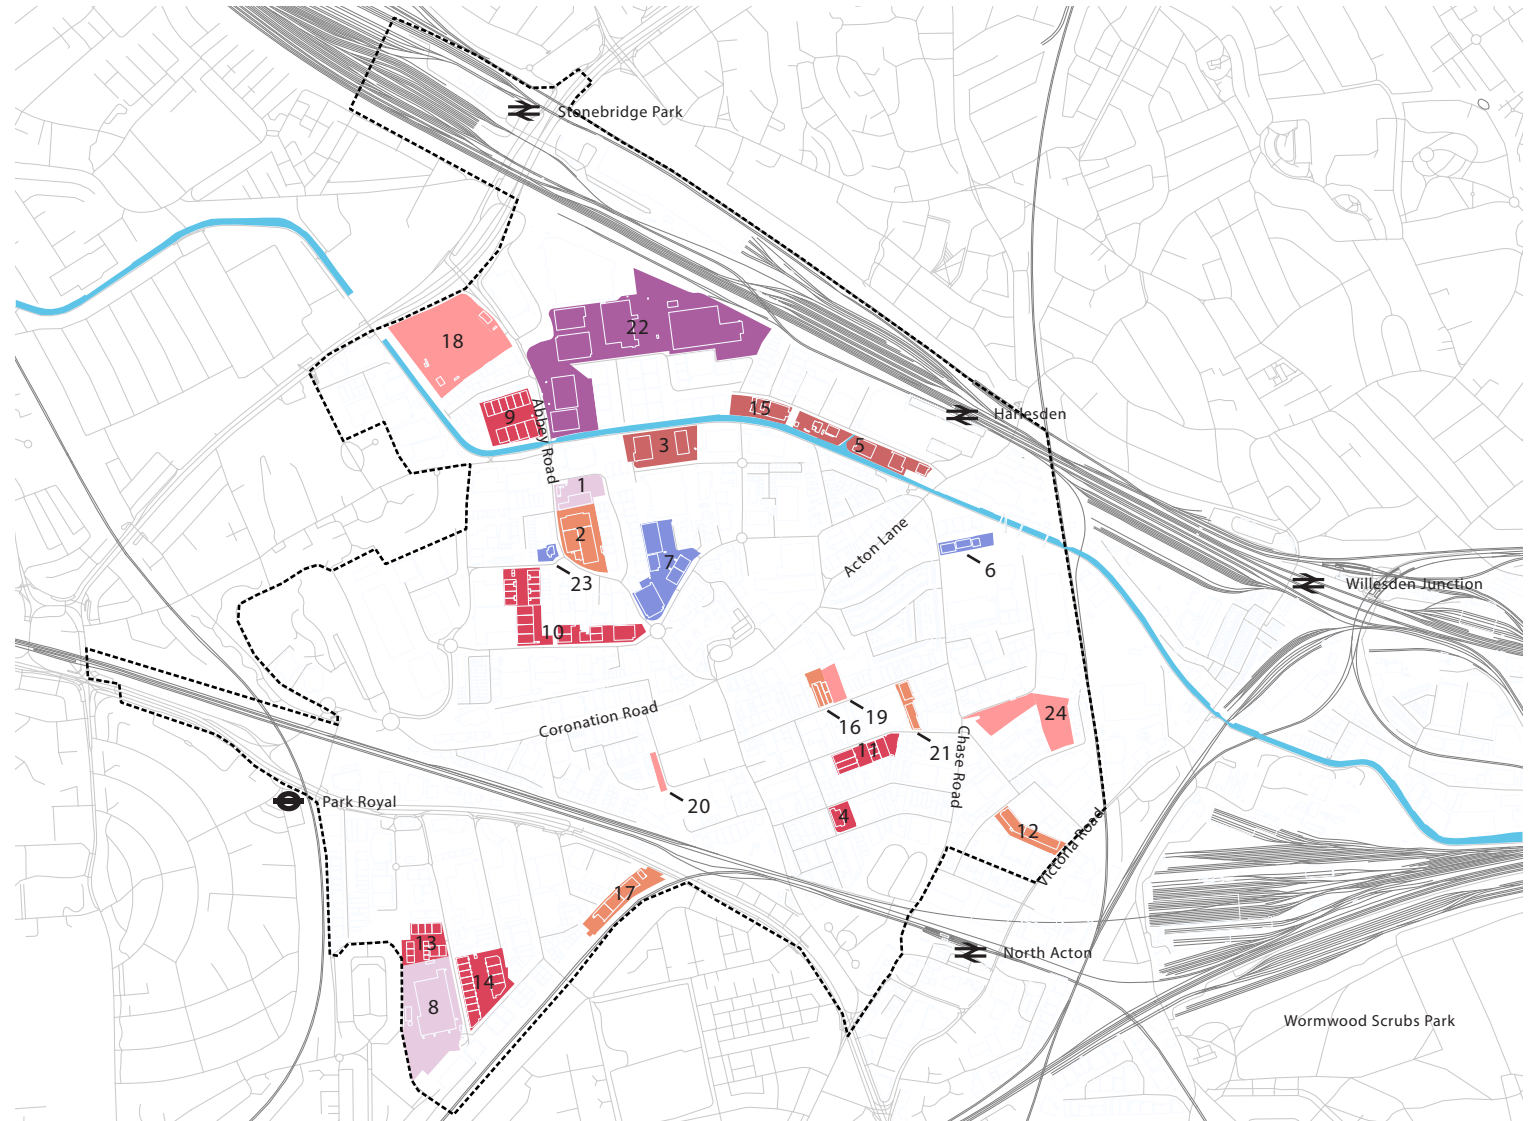 Stonebridge Park
22
18
15
Harlesden
9
Abbey Road
3
5
1
Acton Lane
2
7
6
23
Willesden Junction
10
Coronation Road
19
16
24
21
11
Chase Road
Park Royal
20
4
12
Victoria Road
17
13
North Acton
14
8
Wormwood Scrubs Park